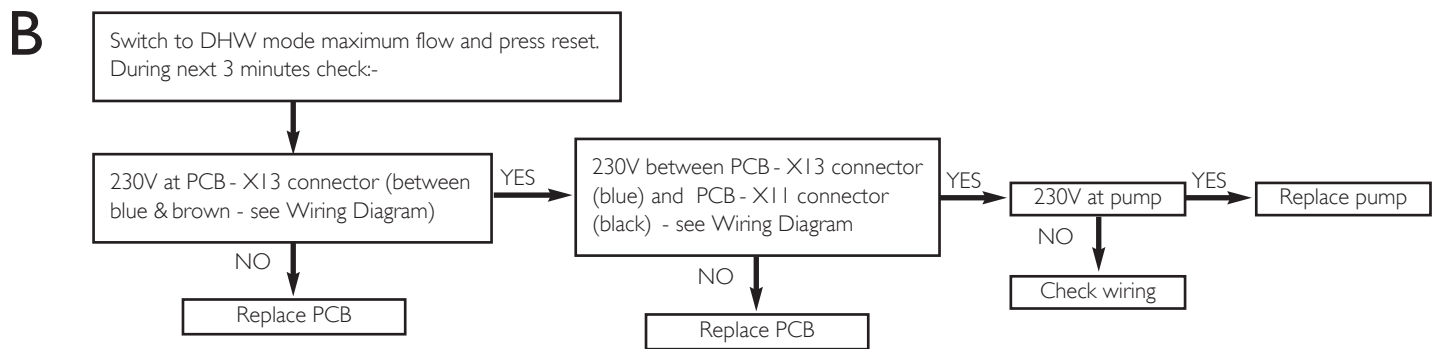 B
Switch to DHW mode maximum flow and press reset.
During next 3 minutes check:-
230V at PCB - X13 connector (between
blue & brown - see Wiring Diagram)
YES
230V between PCB - X13 connector
(blue) and PCB - X11 connector
(black) - see Wiring Diagram
YES
230V at pump
YES
Replace pump
NO
Replace PCB
NO
Replace PCB
NO
Check wiring